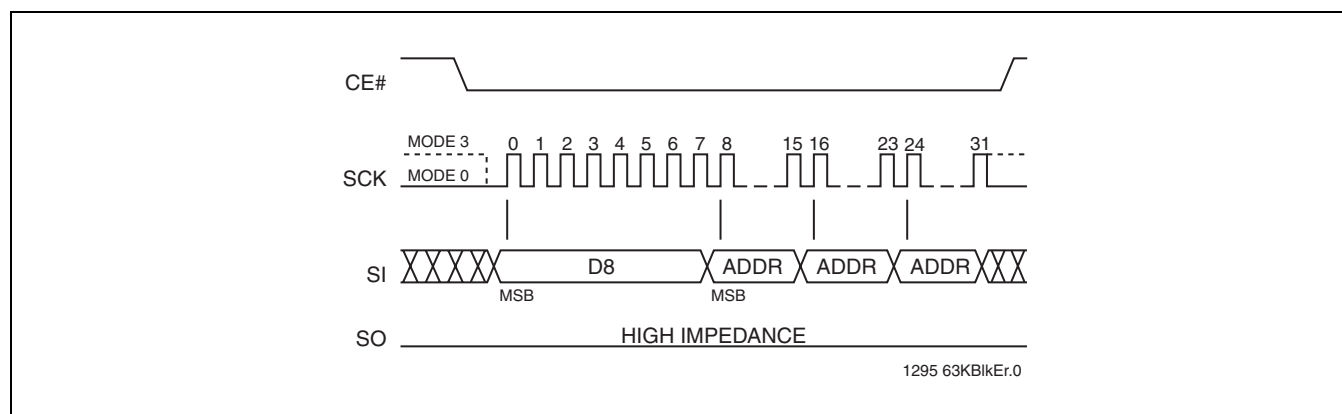 CE#
MODE 3
0 1 2 3 4 5 6 7 8 15 16 23 24 31
SCK
MODE 0
SI
D8 ADDR ADDR ADDR
MSB MSB
SO
HIGH IMPEDANCE
1295 63KBlkEr.0